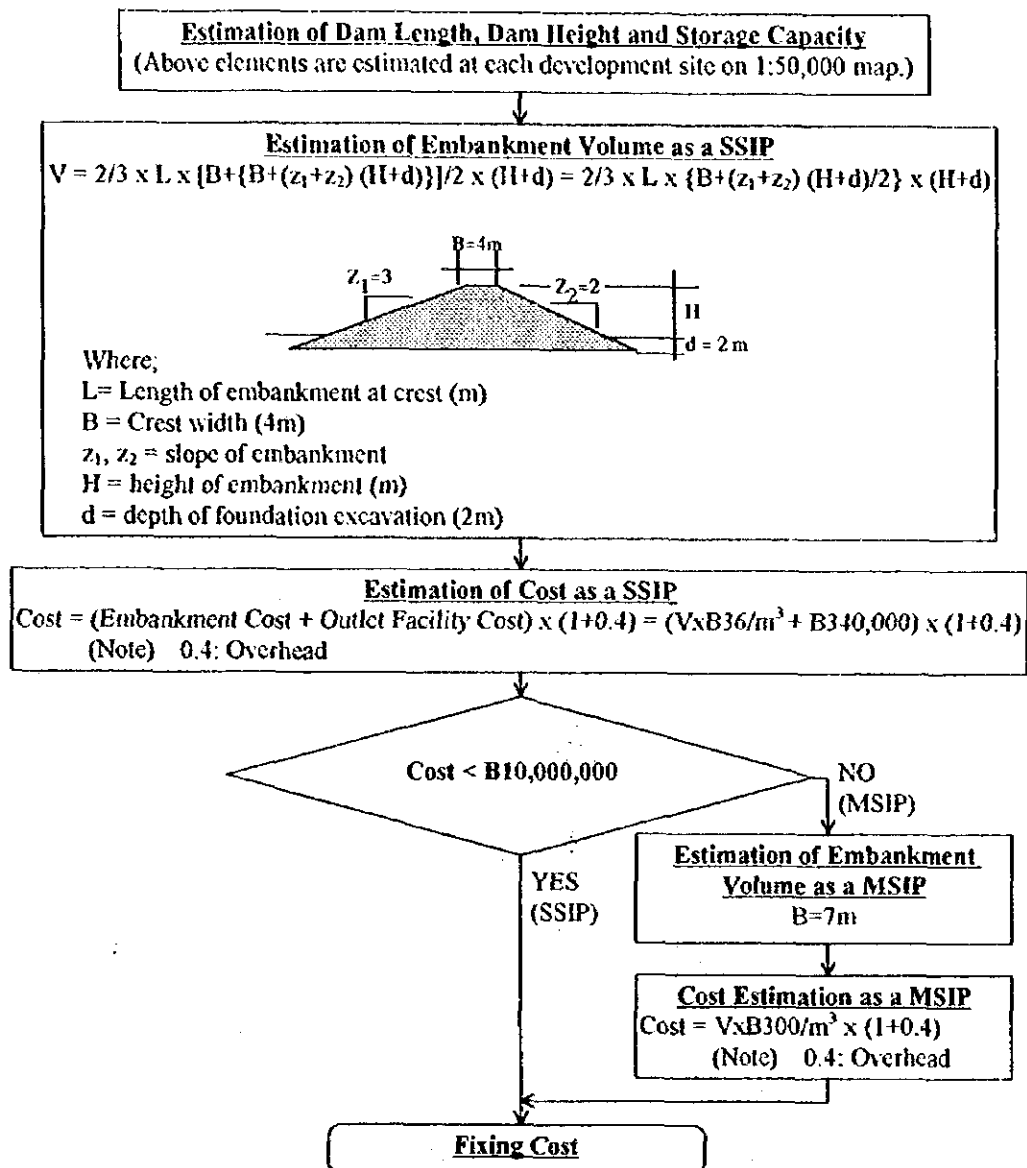 Estimation of Dam Length, Dam Height and Storage Capacity
(Above elements are estimated at each development site on 1:50,000 map.)
Estimation of Embankment Volume as a SSIP
V = 2/3 x L x {B+{B+(z₁+z₂) (H+d)}]/2 x (H+d) = 2/3 x L x {B+(z₁+z₂) (H+d)/2} x (H+d)
B=4m
Z₁=3
Z₂=2
H
d = 2 m
Where;
L= Length of embankment at crest (m)
B = Crest width (4m)
z₁, z₂ = slope of embankment
H = height of embankment (m)
d = depth of foundation excavation (2m)
Estimation of Cost as a SSIP
Cost = (Embankment Cost + Outlet Facility Cost) x (1+0.4) = (VxB36/m³ + B340,000) x (1+0.4)
(Note) 0.4: Overhead
Cost < B10,000,000
NO
(MSIP)
Estimation of Embankment
Volume as a MSIP
B=7m
YES
(SSIP)
Cost Estimation as a MSIP
Cost = VxB300/m³ x (1+0.4)
(Note) 0.4: Overhead
Fixing Cost